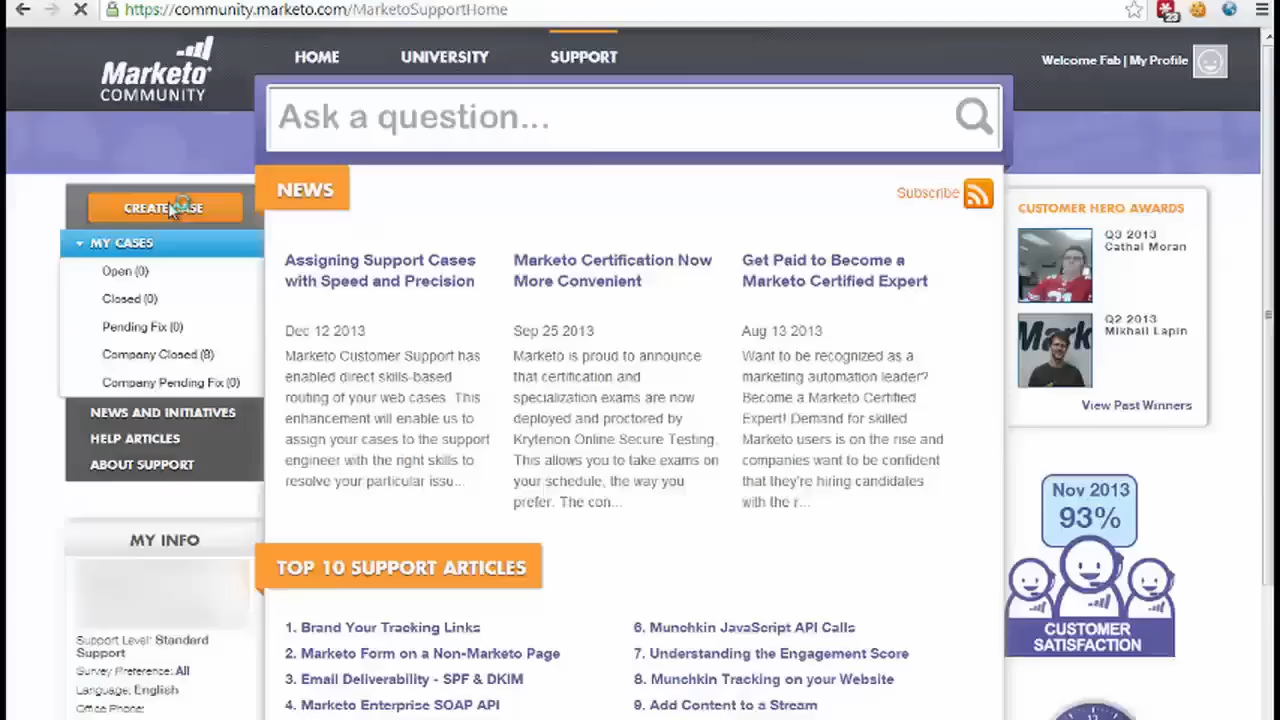 https://community.marketo.com/MarketoSupportHome
23
Marketo
COMMUNITY
HOME
UNIVERSITY
SUPPORT
Welcome Fab | My Profile
Ask a question...
CREATE CASE
MY CASES
Open (0)
Closed (0)
Pending Fix (0)
Company Closed (8)
Company Pending Fix (0)
NEWS AND INITIATIVES
HELP ARTICLES
ABOUT SUPPORT
MY INFO
Support Level: Standard
Support
Survey Preference: All
Language: English
Office Phone:
NEWS
Subscribe
Assigning Support Cases
with Speed and Precision
Dec 12 2013
Marketo Customer Support has
enabled direct skills-based
routing of your web cases. This
enhancement will enable us to
assign your cases to the support
engineer with the right skills to
resolve your particular issu...
Marketo Certification Now
More Convenient
Sep 25 2013
Marketo is proud to announce
that certification and
specialization exams are now
deployed and proctored by
Kryterion Online Secure Testing.
This allows you to take exams on
your schedule, the way you
prefer. The con...
Get Paid to Become a
Marketo Certified Expert
Aug 13 2013
Want to be recognized as a
marketing automation leader?
Become a Marketo Certified
Expert! Demand for skilled
Marketo users is on the rise and
companies want to be confident
that they're hiring candidates
with the r...
TOP 10 SUPPORT ARTICLES
1. Brand Your Tracking Links
2. Marketo Form on a Non-Marketo Page
3. Email Deliverability - SPF & DKIM
4. Marketo Enterprise SOAP API
6. Munchkin JavaScript API Calls
7. Understanding the Engagement Score
8. Munchkin Tracking on your Website
9. Add Content to a Stream
CUSTOMER HERO AWARDS
Q3 2013
Cathal Moran
Mark
Q2 2013
Mikhail Lapin
View Past Winners
Nov 2013
93%
CUSTOMER
SATISFACTION
12